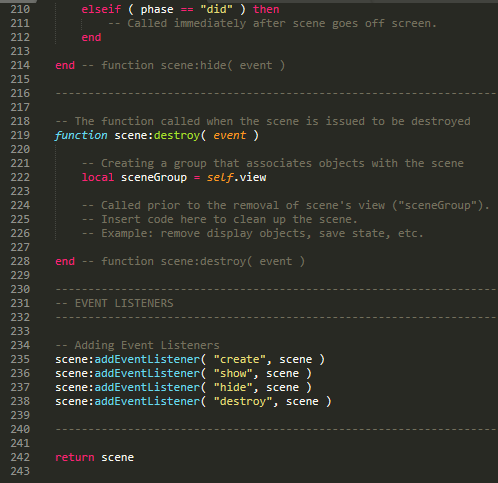 210 elseif ( phase == "did" ) then
211 -- Called immediately after scene goes off screen.
212 end
213
214 end -- function scene:hide( event )
215
216 --------------------------------------------------------------------
217
218 -- The function called when the scene is issued to be destroyed
219 function scene:destroy( event )
220
221 -- Creating a group that associates objects with the scene
222 local sceneGroup = self.view
223
224 -- Called prior to the removal of scene's view ("sceneGroup").
225 -- Insert code here to clean up the scene.
226 -- Example: remove display objects, save state, etc.
227
228 end -- function scene:destroy( event )
229
230 --------------------------------------------------------------------
231 -- EVENT LISTENERS
232 --------------------------------------------------------------------
233
234 -- Adding Event Listeners
235 scene:addEventListener( "create", scene )
236 scene:addEventListener( "show", scene )
237 scene:addEventListener( "hide", scene )
238 scene:addEventListener( "destroy", scene )
239
240 --------------------------------------------------------------------
241
242 return scene
243